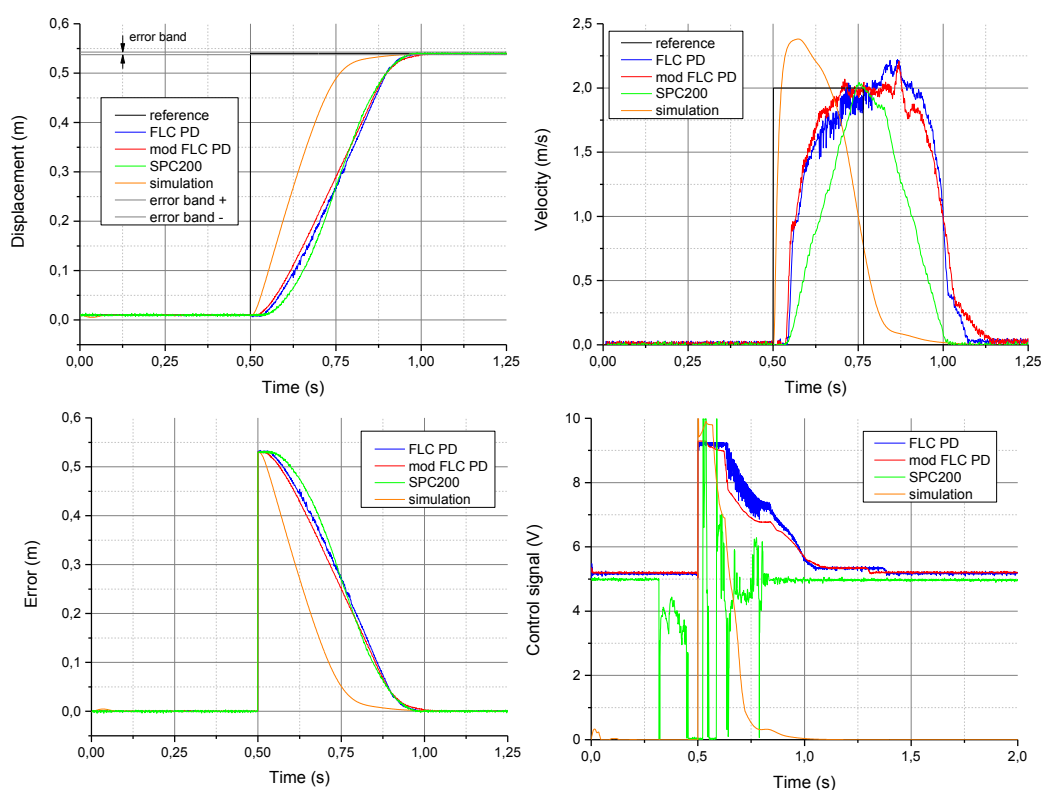 0,6
0,5
0,4
0,3
0,2
0,1
0,0
Displacement (m)
error band
reference
FLC PD
mod FLC PD
SPC200
simulation
error band +
error band -
0,00
0,25
0,50
0,75
1,00
1,25
Time (s)
2,5
2,0
1,5
1,0
0,5
0,0
Velocity (m/s)
reference
FLC PD
mod FLC PD
SPC200
simulation
0,00
0,25
0,50
0,75
1,00
1,25
Time (s)
0,6
0,5
0,4
0,3
0,2
0,1
0,0
Error (m)
FLC PD
mod FLC PD
SPC200
simulation
0,00
0,25
0,50
0,75
1,00
1,25
Time (s)
10
8
6
4
2
0
Control signal (V)
FLC PD
mod FLC PD
SPC200
simulation
0,0
0,5
1,0
1,5
2,0
Time (s)